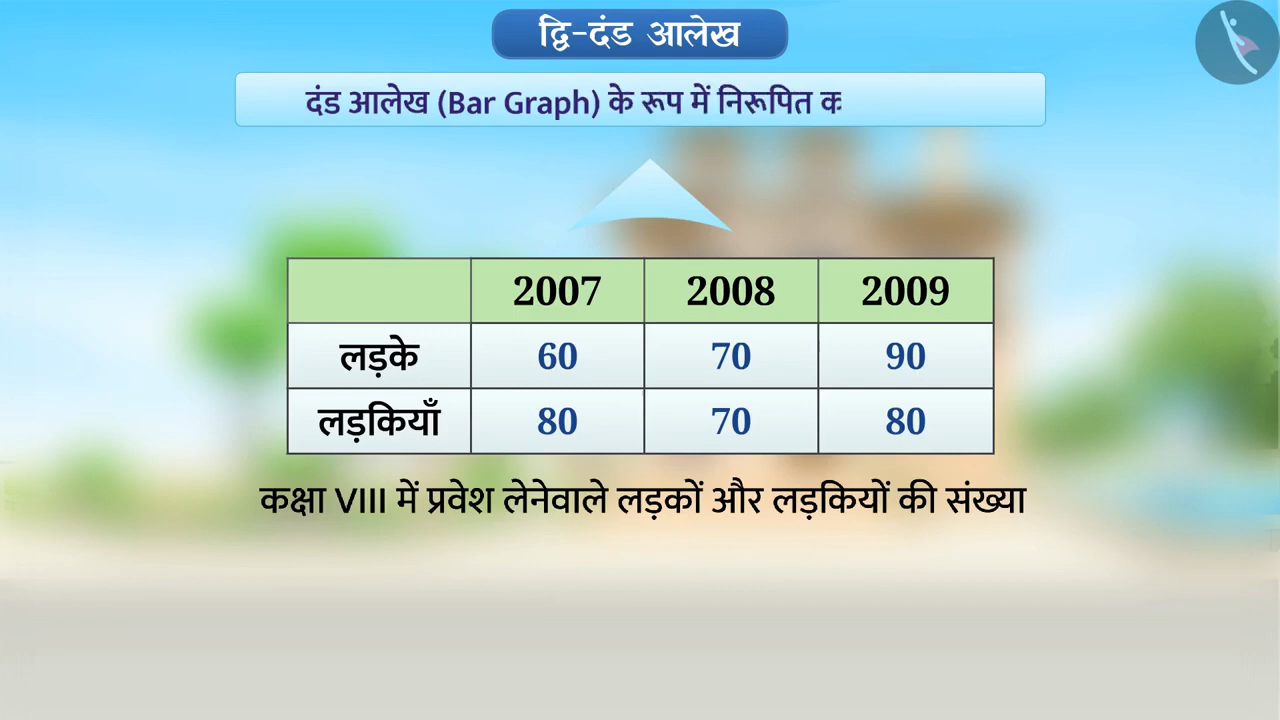 द्वि-दंड आलेख
दंड आलेख (Bar Graph) के रूप में निरूपित क
2007 2008 2009
लड़के 60 70 90
लड़कियाँ 80 70 80
कक्षा VIII में प्रवेश लेनेवाले लड़कों और लड़कियों की संख्या